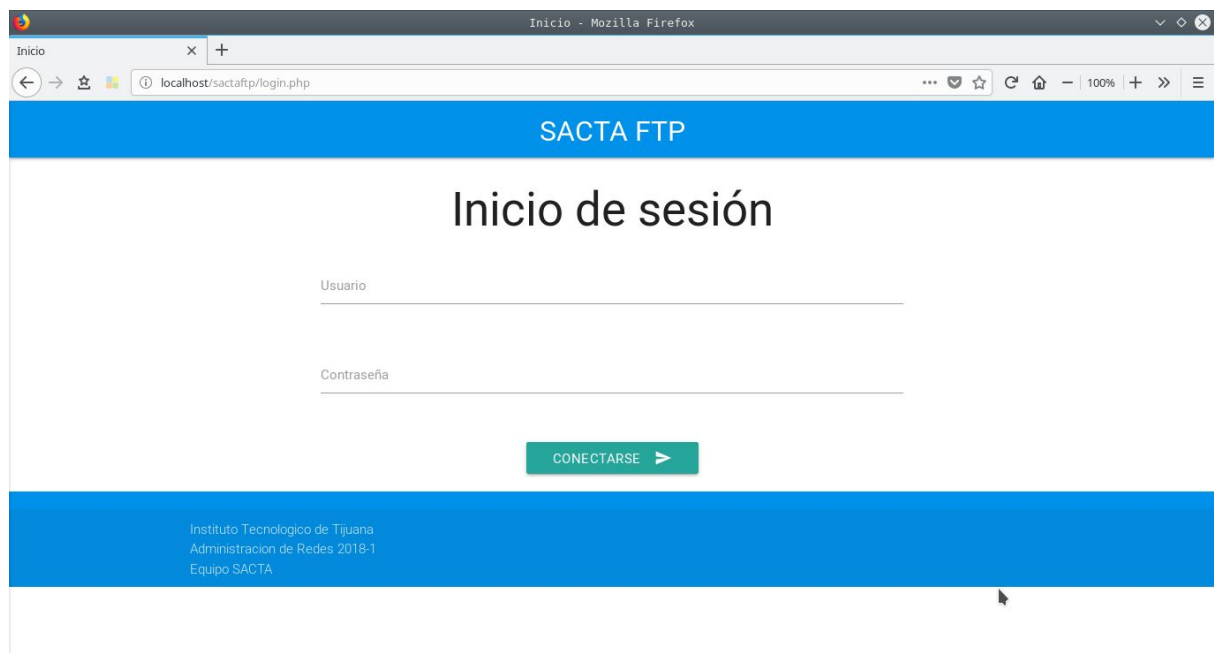 Inicio - Mozilla Firefox
Inicio
localhost/sactaftp/login.php
100%
SACTA FTP
Inicio de sesión
Usuario
Contraseña
CONECTARSE
Instituto Tecnologico de Tijuana
Administracion de Redes 2018-1
Equipo SACTA